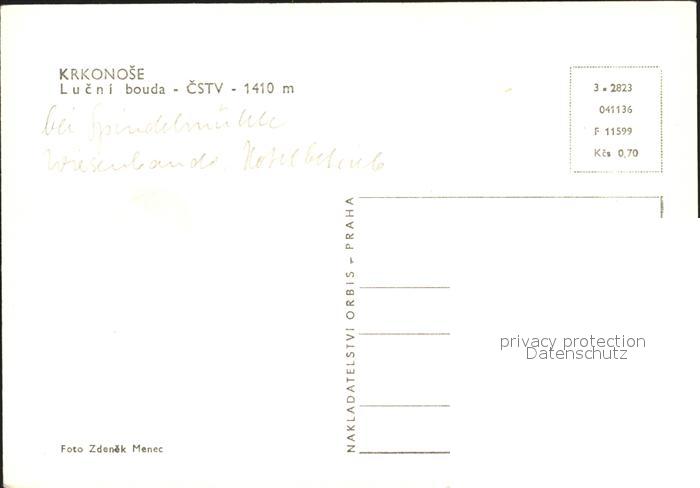 KRKONOŠE
Luční bouda - ČSTV - 1410 m
bei Spindelmühle
Wiesenbaude, Hotelbetrieb
3 - 2823
041136
F 11599
Kčs 0,70
NAKLADATELSTVÍ ORBIS - PRAHA
privacy protection
Datenschutz
Foto Zdeněk Menec